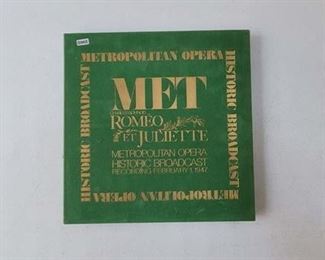 METROPOLITAN OPERA
MET
ROMEO
ET JULIETTE
METROPOLITAN OPERA
HISTORIC BROADCAST
RECORDING FEBRUARY 1, 1947
HISTORIC BROADCAST
HISTORIC BROADCAST
METROPOLITAN OPERA